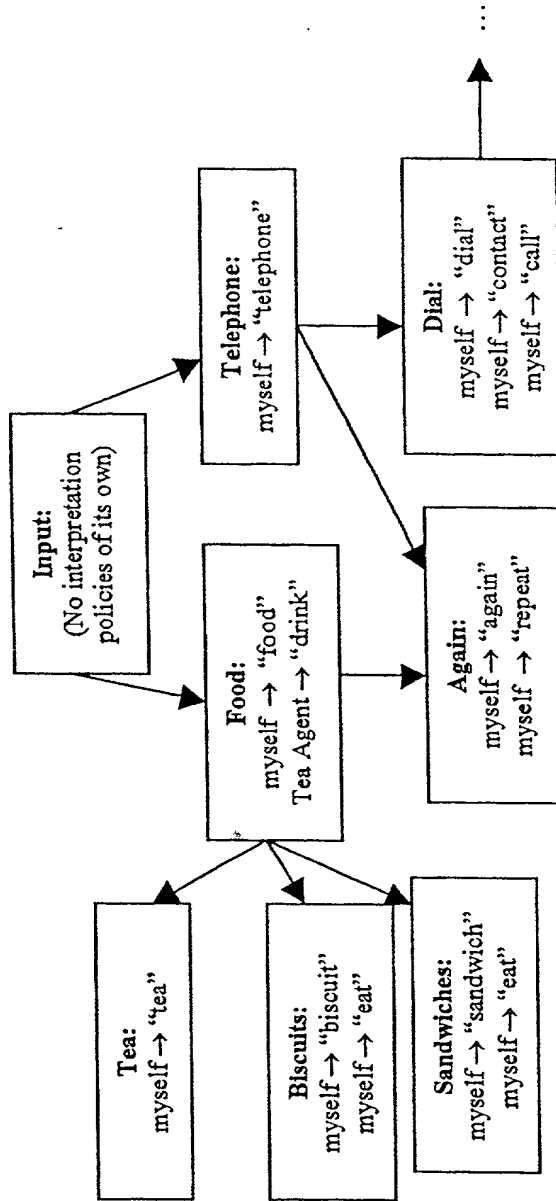 Input:
(No interpretation
policies of its own)
Food:
myself → “food”
Tea Agent → “drink”
Telephone:
myself → “telephone”
Tea:
myself → “tea”
Biscuits:
myself → “biscuit”
myself → “eat”
Sandwiches:
myself → “sandwich”
myself → “eat”
Again:
myself → “again”
myself → “repeat”
Dial:
myself → “dial”
myself → “contact”
myself → “call”
...